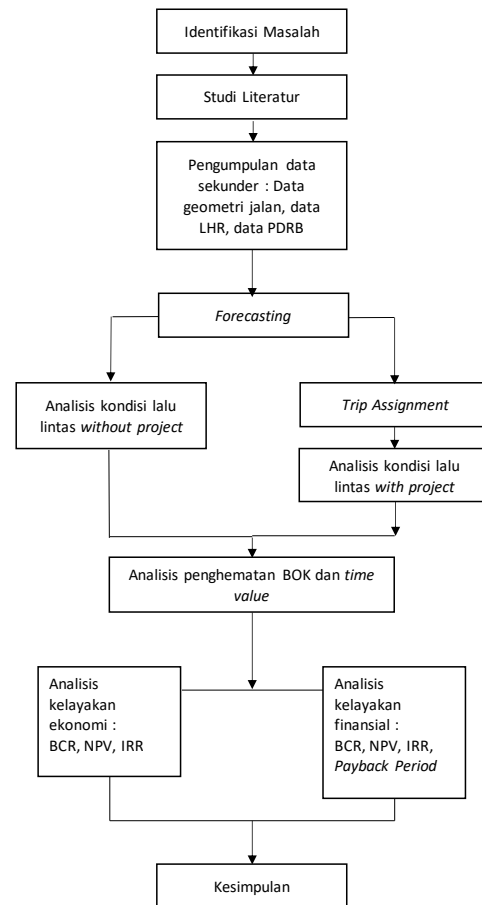 Identifikasi Masalah
Studi Literatur
Pengumpulan data
sekunder : Data
geometri jalan, data
LHR, data PDRB
Forecasting
Analisis kondisi lalu
lintas without project
Trip Assignment
Analisis kondisi lalu
lintas with project
Analisis penghematan BOK dan time
value
Analisis
kelayakan
ekonomi :
BCR, NPV, IRR
Analisis
kelayakan
finansial :
BCR, NPV, IRR,
Payback Period
Kesimpulan